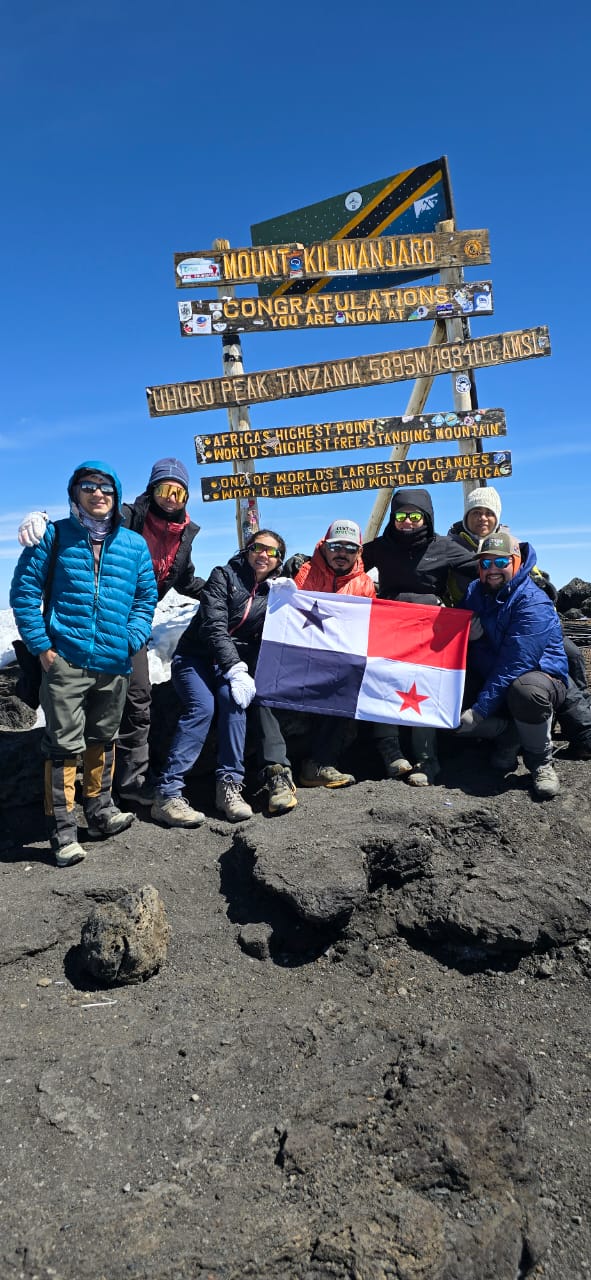 MOUNT KILIMANJARO
CONGRATULATIONS
YOU ARE NOW AT
UHURU PEAK, TANZANIA 5895M/19341Ft. AMSL
AFRICA'S HIGHEST POINT
WORLD'S HIGHEST FREE-STANDING MOUNTAIN
ONE OF WORLD'S LARGEST VOLCANOES
WORLD HERITAGE AND WONDER OF AFRICA